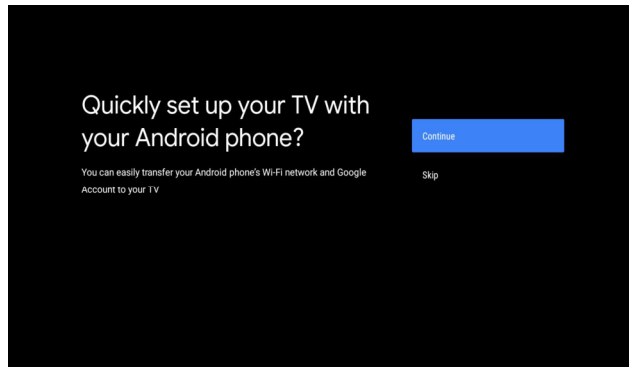 Quickly set up your TV with
your Android phone?
You can easily transfer your Android phone's Wi-Fi network and Google
Account to your TV
Continue
Skip